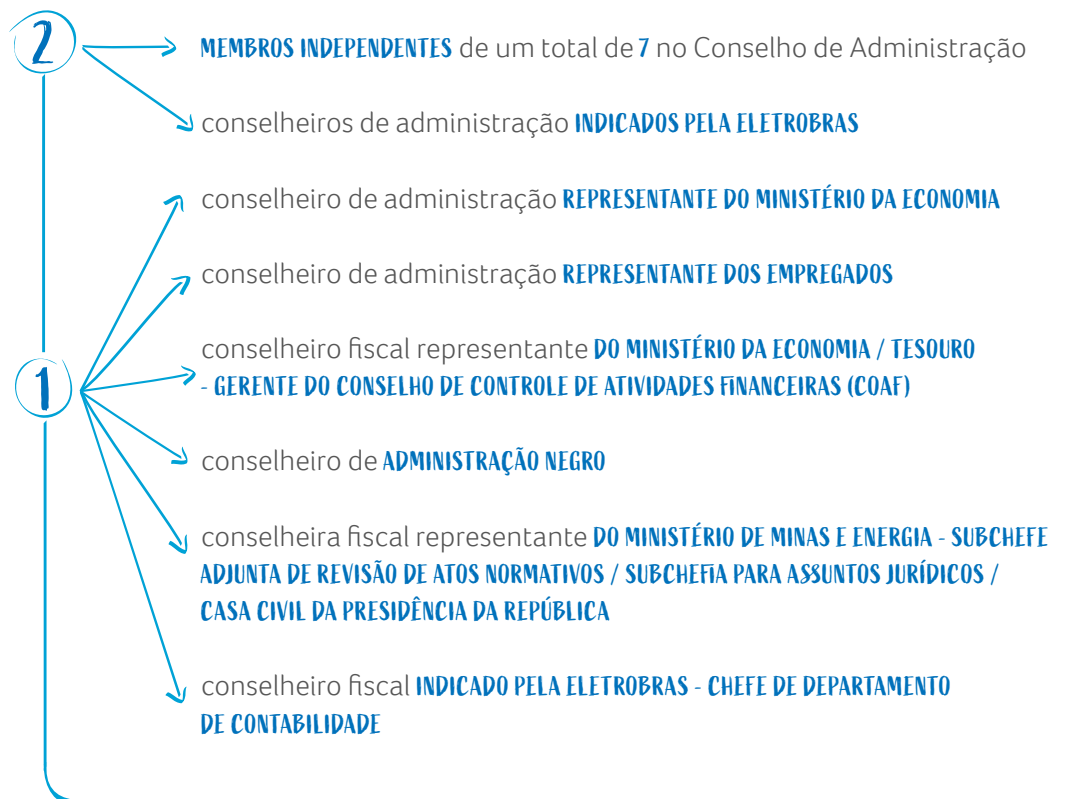 2
MEMBROS INDEPENDENTES de um total de 7 no Conselho de Administração
conselheiros de administração INDICADOS PELA ELETROBRAS
conselheiro de administração REPRESENTANTE DO MINISTÉRIO DA ECONOMIA
conselheiro de administração REPRESENTANTE DOS EMPREGADOS
1
conselheiro fiscal representante DO MINISTÉRIO DA ECONOMIA / TESOURO
- GERENTE DO CONSELHO DE CONTROLE DE ATIVIDADES FINANCEIRAS (COAF)
conselheiro de ADMINISTRAÇÃO NEGRO
conselheira fiscal representante DO MINISTÉRIO DE MINAS E ENERGIA - SUBCHEFE
ADJUNTA DE REVISÃO DE ATOS NORMATIVOS / SUBCHEFIA PARA ASSUNTOS JURÍDICOS /
CASA CIVIL DA PRESIDÊNCIA DA REPÚBLICA
conselheiro fiscal INDICADO PELA ELETROBRAS - CHEFE DE DEPARTAMENTO
DE CONTABILIDADE